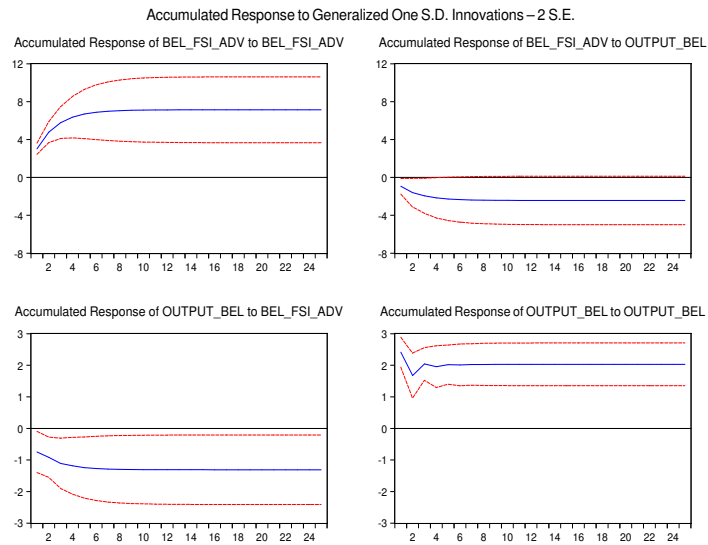 Accumulated Response to Generalized One S.D. Innovations – 2 S.E.
Accumulated Response of BEL_FSI_ADV to BEL_FSI_ADV
12
8
4
0
-4
-8
2 4 6 8 10 12 14 16 18 20 22 24
Accumulated Response of BEL_FSI_ADV to OUTPUT_BEL
12
8
4
0
-4
-8
2 4 6 8 10 12 14 16 18 20 22 24
Accumulated Response of OUTPUT_BEL to BEL_FSI_ADV
3
2
1
0
-1
-2
-3
2 4 6 8 10 12 14 16 18 20 22 24
Accumulated Response of OUTPUT_BEL to OUTPUT_BEL
3
2
1
0
-1
-2
-3
2 4 6 8 10 12 14 16 18 20 22 24